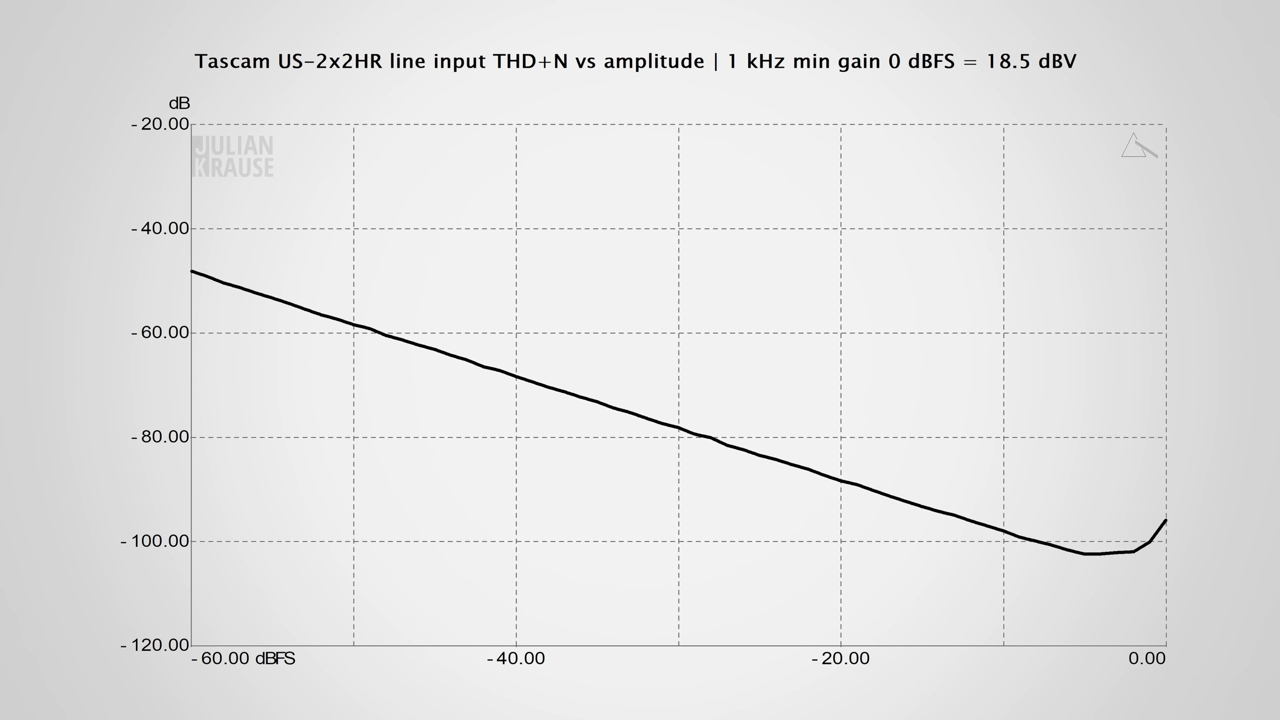 Tascam US-2x2HR line input THD+N vs amplitude | 1 kHz min gain 0 dBFS = 18.5 dBV
dB
-20.00
JULIAN
KRAUSE
-40.00
-60.00
-80.00
-100.00
-120.00
-60.00 dBFS -40.00 -20.00 0.00